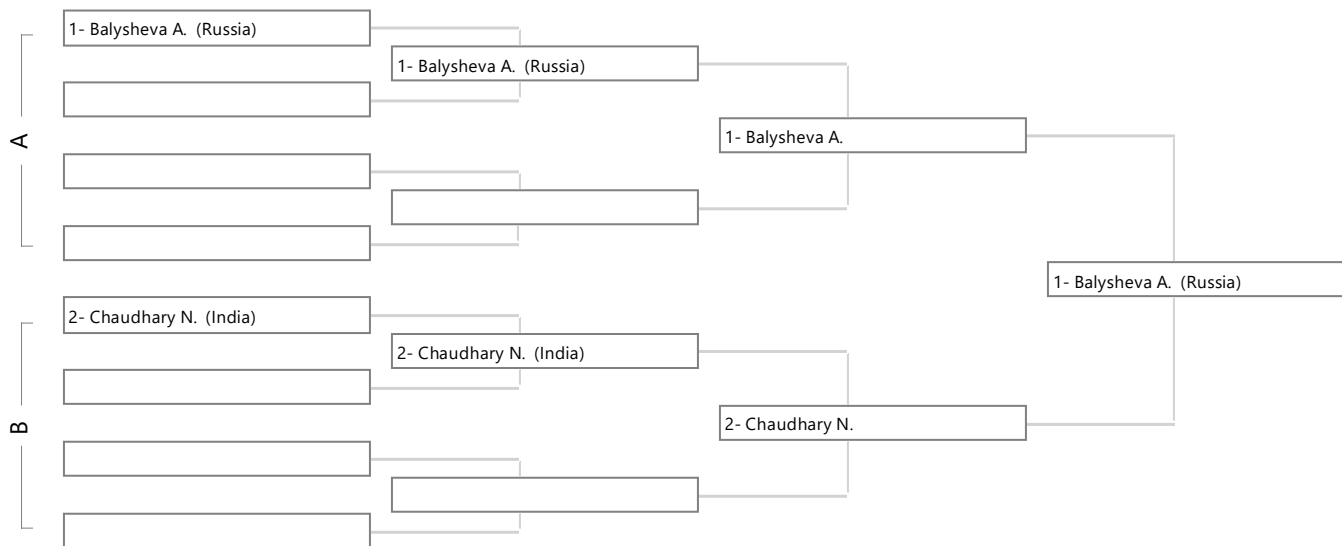 A
1- Balysheva A. (Russia)
1- Balysheva A. (Russia)
1- Balysheva A.
1- Balysheva A. (Russia)
B
2- Chaudhary N. (India)
2- Chaudhary N. (India)
2- Chaudhary N.